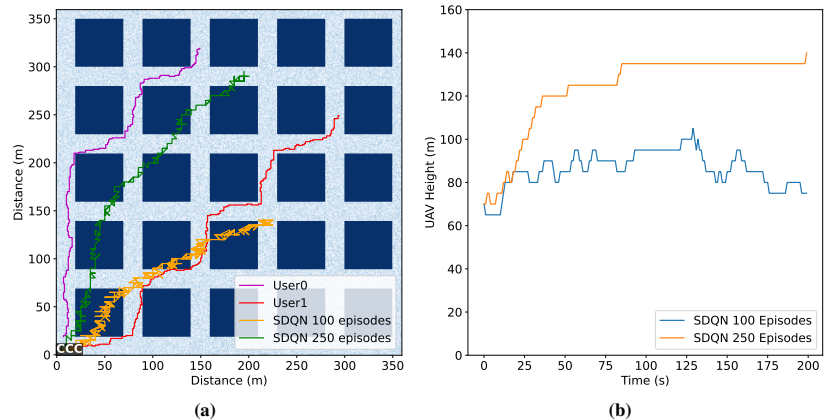 350
300
250
200
150
100
50
0
Distance (m)
CCC
User0
User1
SDQN 100 episodes
SDQN 250 episodes
0 50 100 150 200 250 300 350
Distance (m)
(a)
160
140
120
100
80
60
40
20
0
UAV Height (m)
SDQN 100 Episodes
SDQN 250 Episodes
0 25 50 75 100 125 150 175 200
Time (s)
(b)